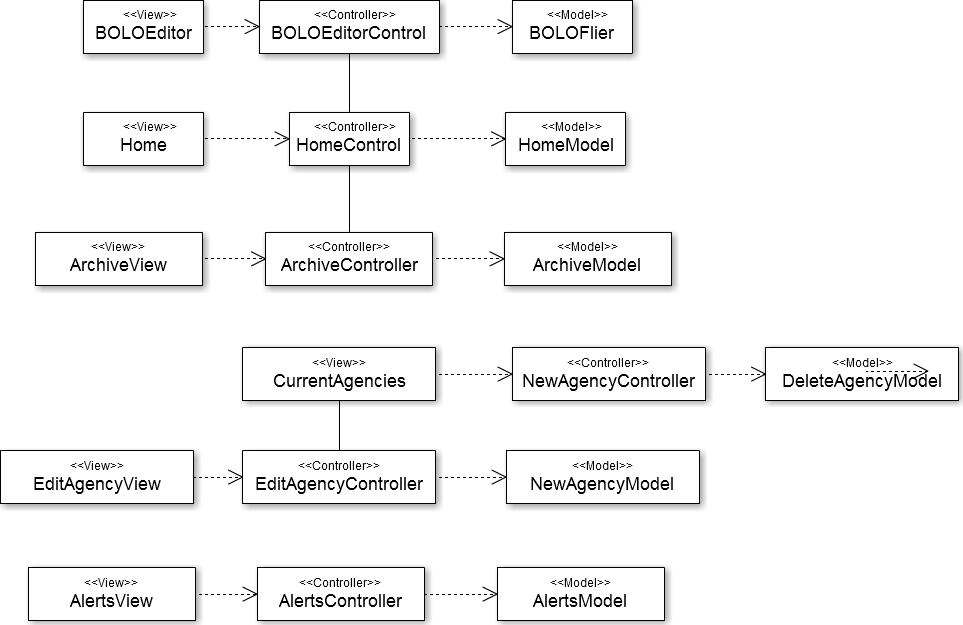 <<View>>
BOLOEditor
<<Controller>>
BOLOEditorControl
<<Model>>
BOLOFlier
<<View>>
Home
<<Controller>>
HomeControl
<<Model>>
HomeModel
<<View>>
ArchiveView
<<Controller>>
ArchiveController
<<Model>>
ArchiveModel
<<View>>
CurrentAgencies
<<Controller>>
NewAgencyController
<<Model>>
DeleteAgencyModel
<<View>>
EditAgencyView
<<Controller>>
EditAgencyController
<<Model>>
NewAgencyModel
<<View>>
AlertsView
<<Controller>>
AlertsController
<<Model>>
AlertsModel